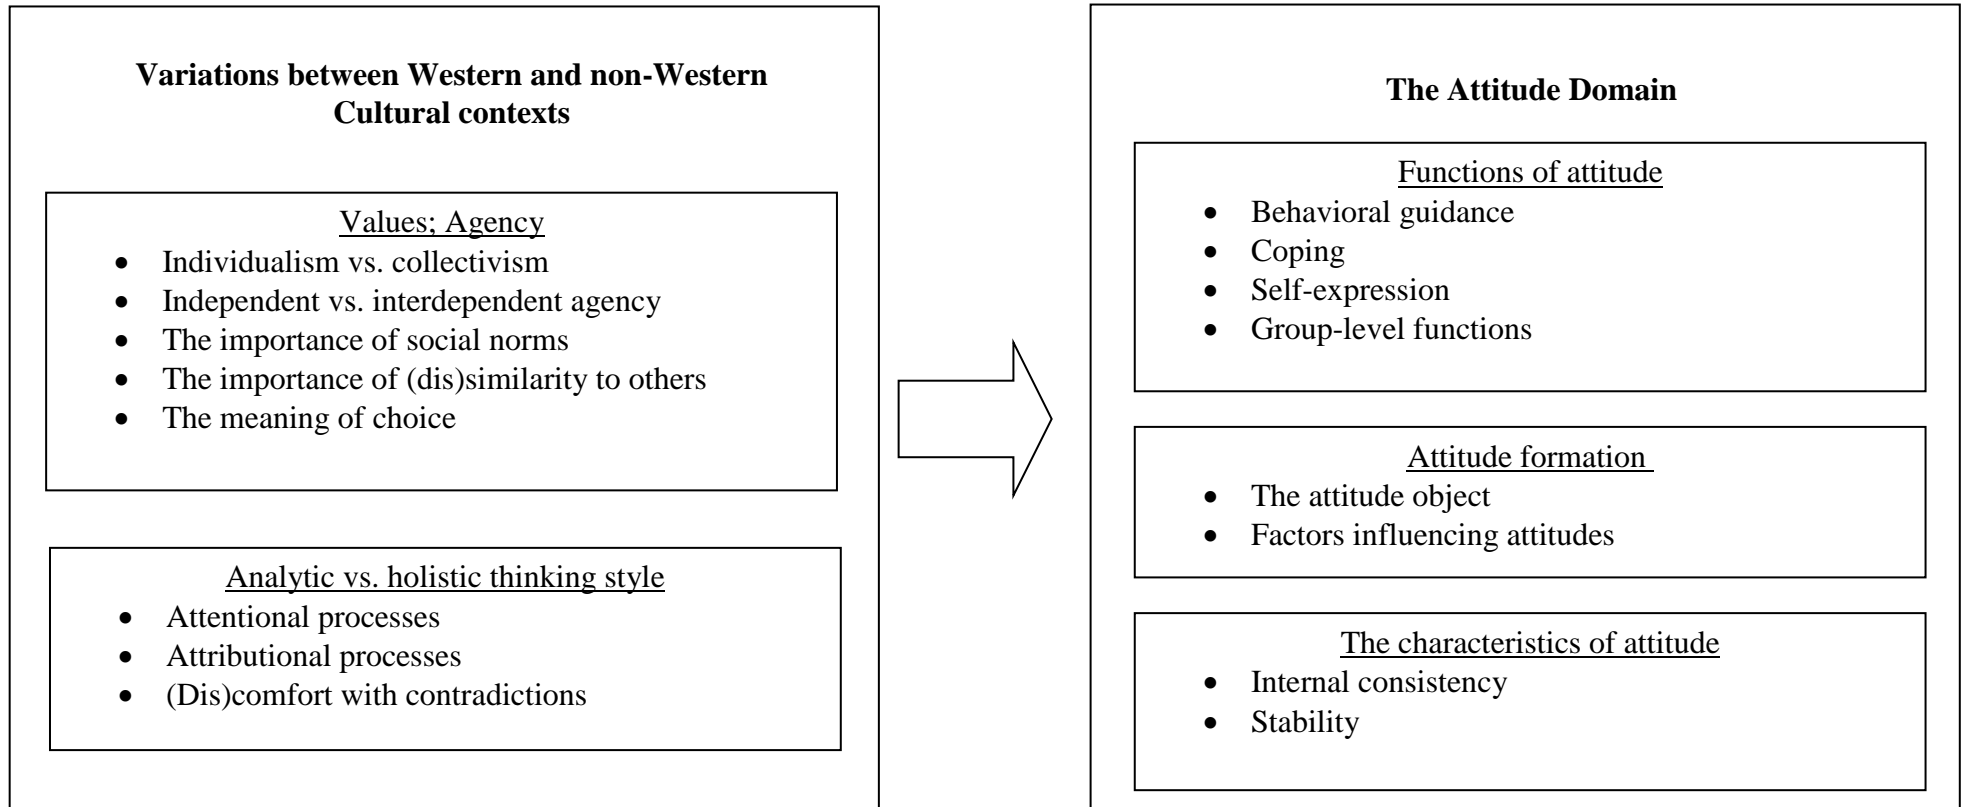 Variations between Western and non-Western
Cultural contexts
Values; Agency
• Individualism vs. collectivism
• Independent vs. interdependent agency
• The importance of social norms
• The importance of (dis)similarity to others
• The meaning of choice
Analytic vs. holistic thinking style
• Attentional processes
• Attributional processes
• (Dis)comfort with contradictions
The Attitude Domain
Functions of attitude
• Behavioral guidance
• Coping
• Self-expression
• Group-level functions
Attitude formation
• The attitude object
• Factors influencing attitudes
The characteristics of attitude
• Internal consistency
• Stability